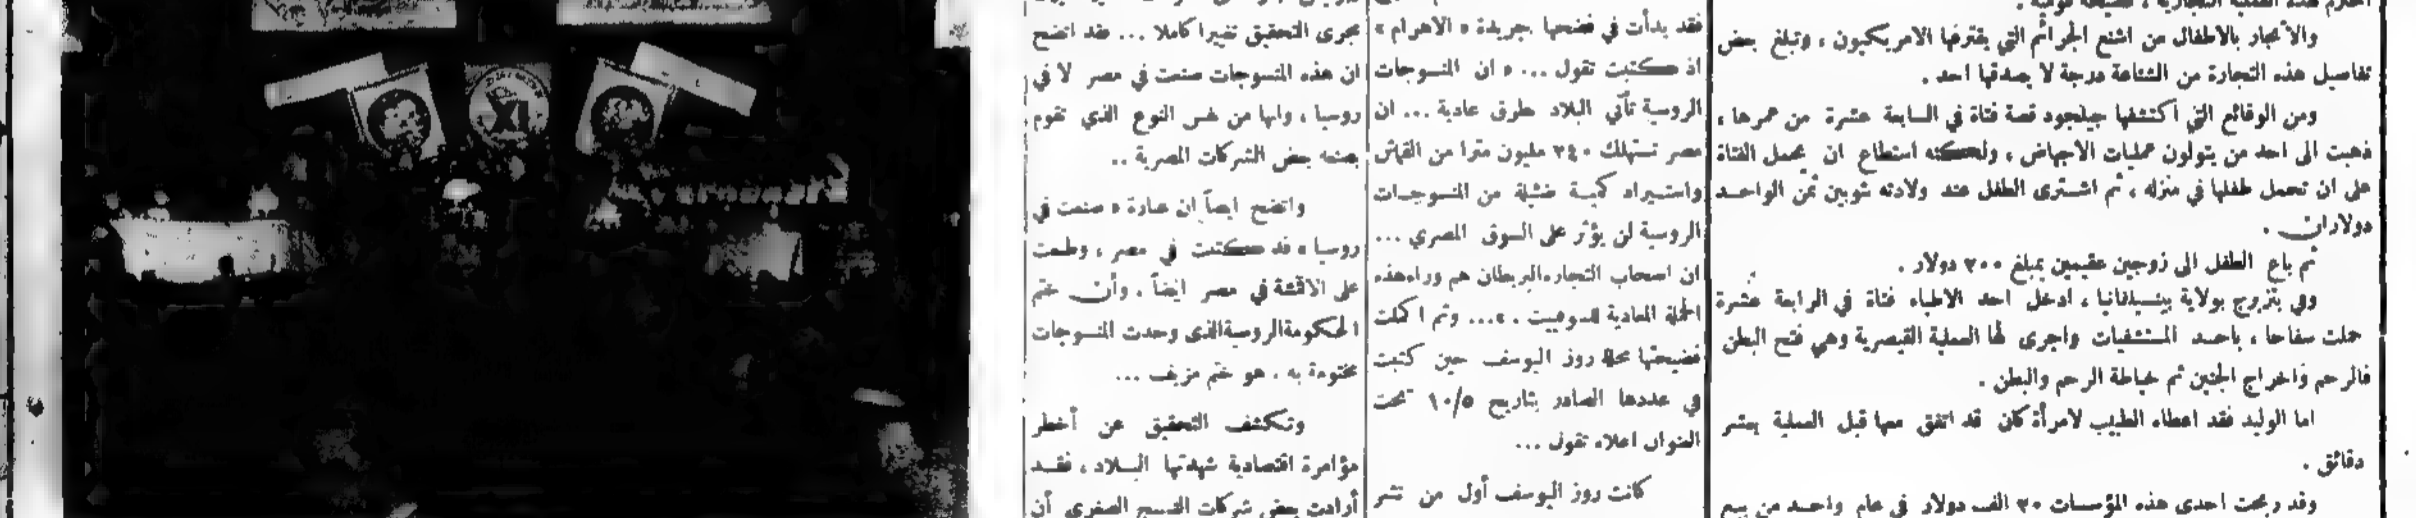 والاتجار بالاطفال من اشنع الجرائم التي يقترفها الامريكيون ، وتبلغ بعض
تفاصيل هذه التجارة من الشناعة درجة لا يصدقها احد .
ومن الوقائع التي اكتشفها جيلجود قصة فتاة في السابعة عشرة من عمرها ،
ذهبت الى احد من يتولون عمليات الاجهاض ، ولكنه استطاع ان يحمل الفتاة
على ان تحمل طفلها في منزله ، ثم اشترى الطفل عند ولادته بثوبين ثمن الواحد
دولاران .
ثم باع الطفل الى زوجين عقيمين بمبلغ ٢٠٠ دولار .
وفي بتزبرج بولاية بينسيلفانيا ، ادخل احد الاطباء فتاة في الرابعة عشرة
حملت سفاحا ، باحد المستشفيات واجرى لها العملية القيصرية وهي فتح البطن
فالرحم واخراج الجنين ثم خياطة الرحم والبطن .
اما الوليد فقد اعطاه الطبيب لامرأة كان قد اتفق معها قبل العملية بعشر
دقائق .
وقد ربحت احدى هذه المؤسسات ٣٠ الف دولار في عام واحد من بيع
فقد بدأت في فضحها جريدة « الاهرام »
اذ كتبت تقول ... « ان المنسوجات
الروسية تأتي البلاد بطرق عادية ... ان
مصر تستهلك ٢٤٠ مليون مترا من القماش
واستيراد كمية ضئيلة من المنسوجات
الروسية لن يؤثر على السوق المصري ...
ان اصحاب التجاره البريطان هم وراء هذه
الحملة المعادية للسوفييت . »... وتم اكملت
فضيحتها مجلة روز اليوسف حين كتبت
في عددها الصادر بتاريخ ١٠/٥ تحت
العنوان اعلاه تقول ...
كانت روز اليوسف أول من نشر
مجرى التحقيق تغييرا كاملا ... فقد اتضح
ان هذه المنسوجات صنعت في مصر لا في
روسيا ، وانها من نفس النوع الذي تقوم
بصنعه بعض الشركات المصرية ..
واتضح ايضاً ان عبارة « صنعت في
روسيا » قد كتبت في مصر ، وطبعت
على الاقمشة في مصر ايضاً . وأن ختم
الحكومة الروسية الذى وجدت المنسوجات
مختومة به ، هو ختم مزيف ...
وتكشف التحقيق عن أخطر
مؤامرة اقتصادية شهدتها البلاد ، فقد
أرادت بعض شركات النسيج الصغرى أن